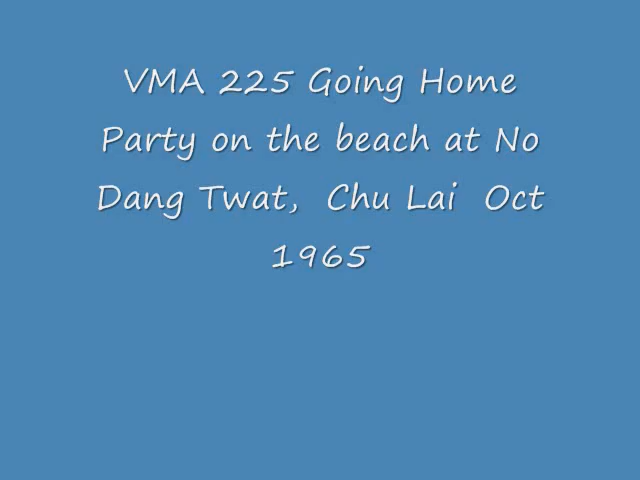 VMA 225 Going Home
Party on the beach at No
Dang Twat,  Chu Lai  Oct
1965